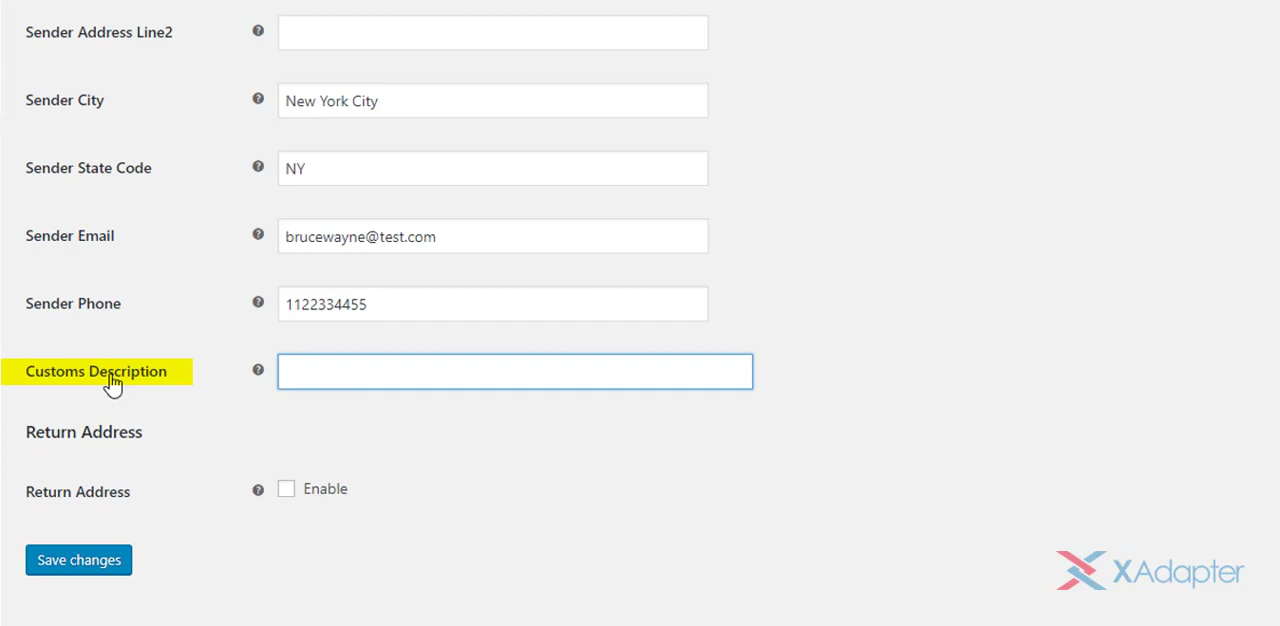 Sender Address Line2
Sender City
New York City
Sender State Code
NY
Sender Email
brucewayne@test.com
Sender Phone
1122334455
Customs Description
Return Address
Return Address
Enable
Save changes
XAdapter